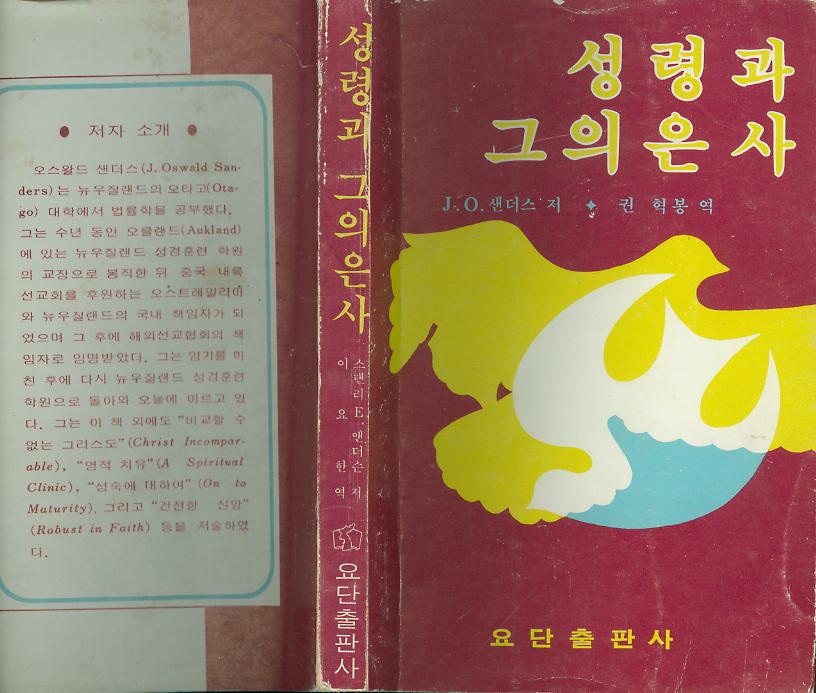 ● 저자 소개 ●
오스왈드 샌더스(J. Oswald San-
ders)는 뉴우질랜드의 오타고(Ota-
go) 대학에서 법률학을 공부했다.
그는 수년 동안 오클랜드(Aukland)
에 있는 뉴우질랜드 성경훈련 학원
의 교장으로 봉직한 뒤 중국 내륙
선교회를 후원하는 오스트레일리아
와 뉴우질랜드의 국내 책임자가 되
었으며 그 후에 해외선교협회의 책
임자로 임명받았다. 그는 임기를 마
친 후에 다시 뉴우질랜드 성경훈련
학원으로 돌아와 오늘에 이르고 있
다. 그는 이 책 외에도 "비교할 수
없는 그리스도"(Christ Incompar-
able), "영적 치유"(A Spiritual
Clinic), "성숙에 대하여" (On to
Maturity), 그리고 "건전한 신앙"
(Robust in Faith) 등을 저술하였
다.
성령과 그의 은사
스탠리 E. 앤더슨 저
이 요 한 역
요단출판사
성령과
그의 은사
J. O. 샌더스 저 ✦ 권 혁봉 역
요단출판사